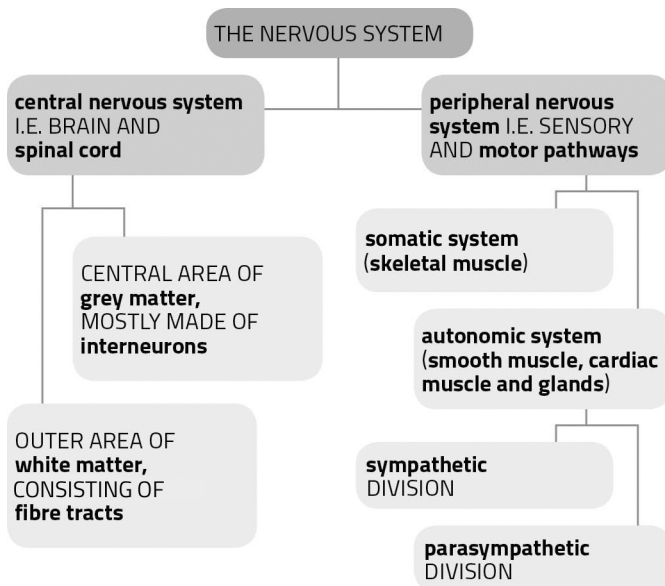 THE NERVOUS SYSTEM
central nervous system
I.E. BRAIN AND
spinal cord
peripheral nervous
system I.E. SENSORY
AND motor pathways
somatic system
(skeletal muscle)
CENTRAL AREA OF
grey matter,
MOSTLY MADE OF
interneurons
autonomic system
(smooth muscle, cardiac
muscle and glands)
OUTER AREA OF
white matter,
CONSISTING OF
fibre tracts
sympathetic
DIVISION
parasympathetic
DIVISION